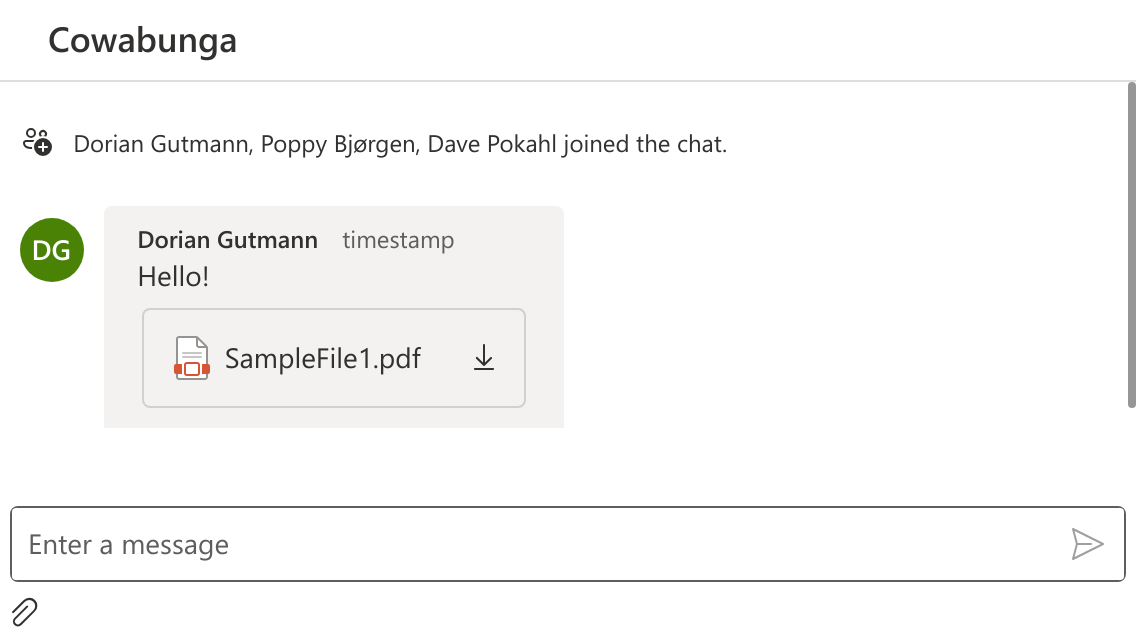 Cowabunga
Dorian Gutmann, Poppy Bjørgen, Dave Pokahl joined the chat.
DG
Dorian Gutmann timestamp
Hello!
SampleFile1.pdf
Enter a message